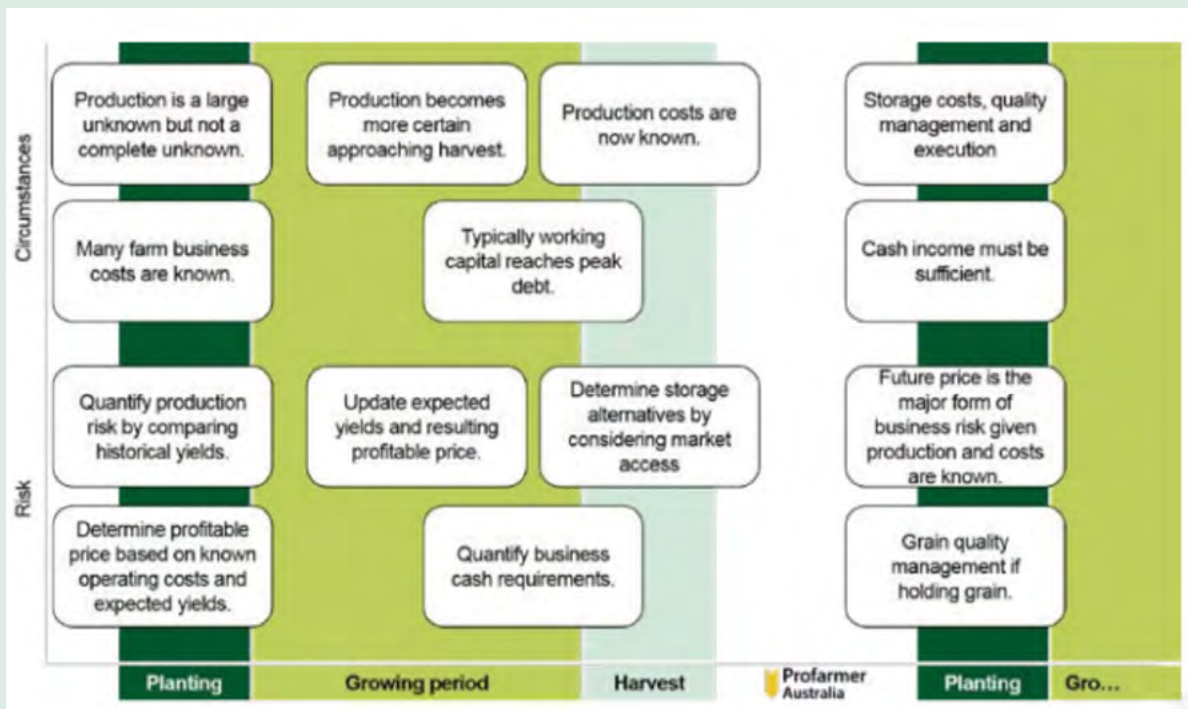 Circumstances
Production is a large
unknown but not a
complete unknown.
Production becomes
more certain
approaching harvest.
Production costs are
now known.
Storage costs, quality
management and
execution
Many farm business
costs are known.
Typically working
capital reaches peak
debt.
Cash income must be
sufficient.
Risk
Quantify production
risk by comparing
historical yields.
Update expected
yields and resulting
profitable price.
Determine storage
alternatives by
considering market
access
Future price is the
major form of
business risk given
production and costs
are known.
Determine profitable
price based on known
operating costs and
expected yields.
Quantify business
cash requirements.
Grain quality
management if
holding grain.
Planting
Growing period
Harvest
Profarmer
Australia
Planting
Gro...